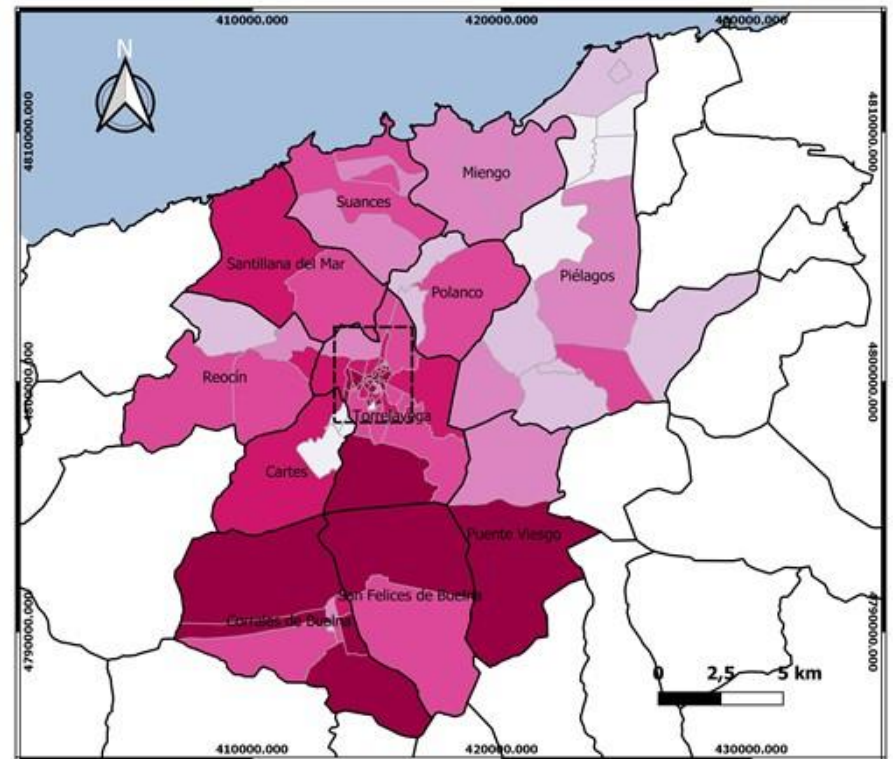 410000.000 420000.000 430000.000
N
4810000.000 4810000.000
Miengo
Suances
Santillana del Mar
Piélagos
Polanco
4800000.000 4800000.000
Reocín
Torrelavega
Cartes
Puente Viesgo
San Felices de Buelna
Corrales de Buelna
4790000.000 4790000.000
0 2,5 5 km
410000.000 420000.000 430000.000